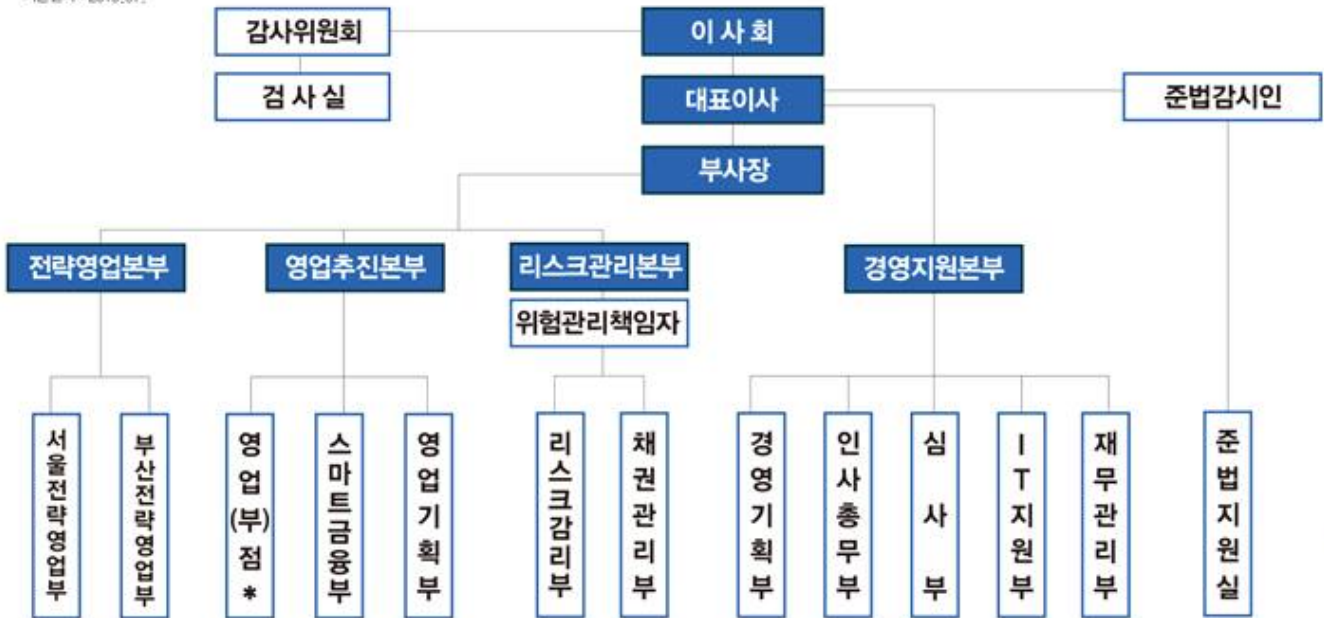 감사위원회
이 사 회
검 사 실
대표이사
준법감시인
부사장
전략영업본부
영업추진본부
리스크관리본부
경영지원본부
위험관리책임자
서울전략영업부
부산전략영업부
영업(부)점*
스마트금융부
영업기획부
리스크감리부
채권관리부
경영기획부
인사총무부
심사부
IT지원부
재무관리부
준법지원실